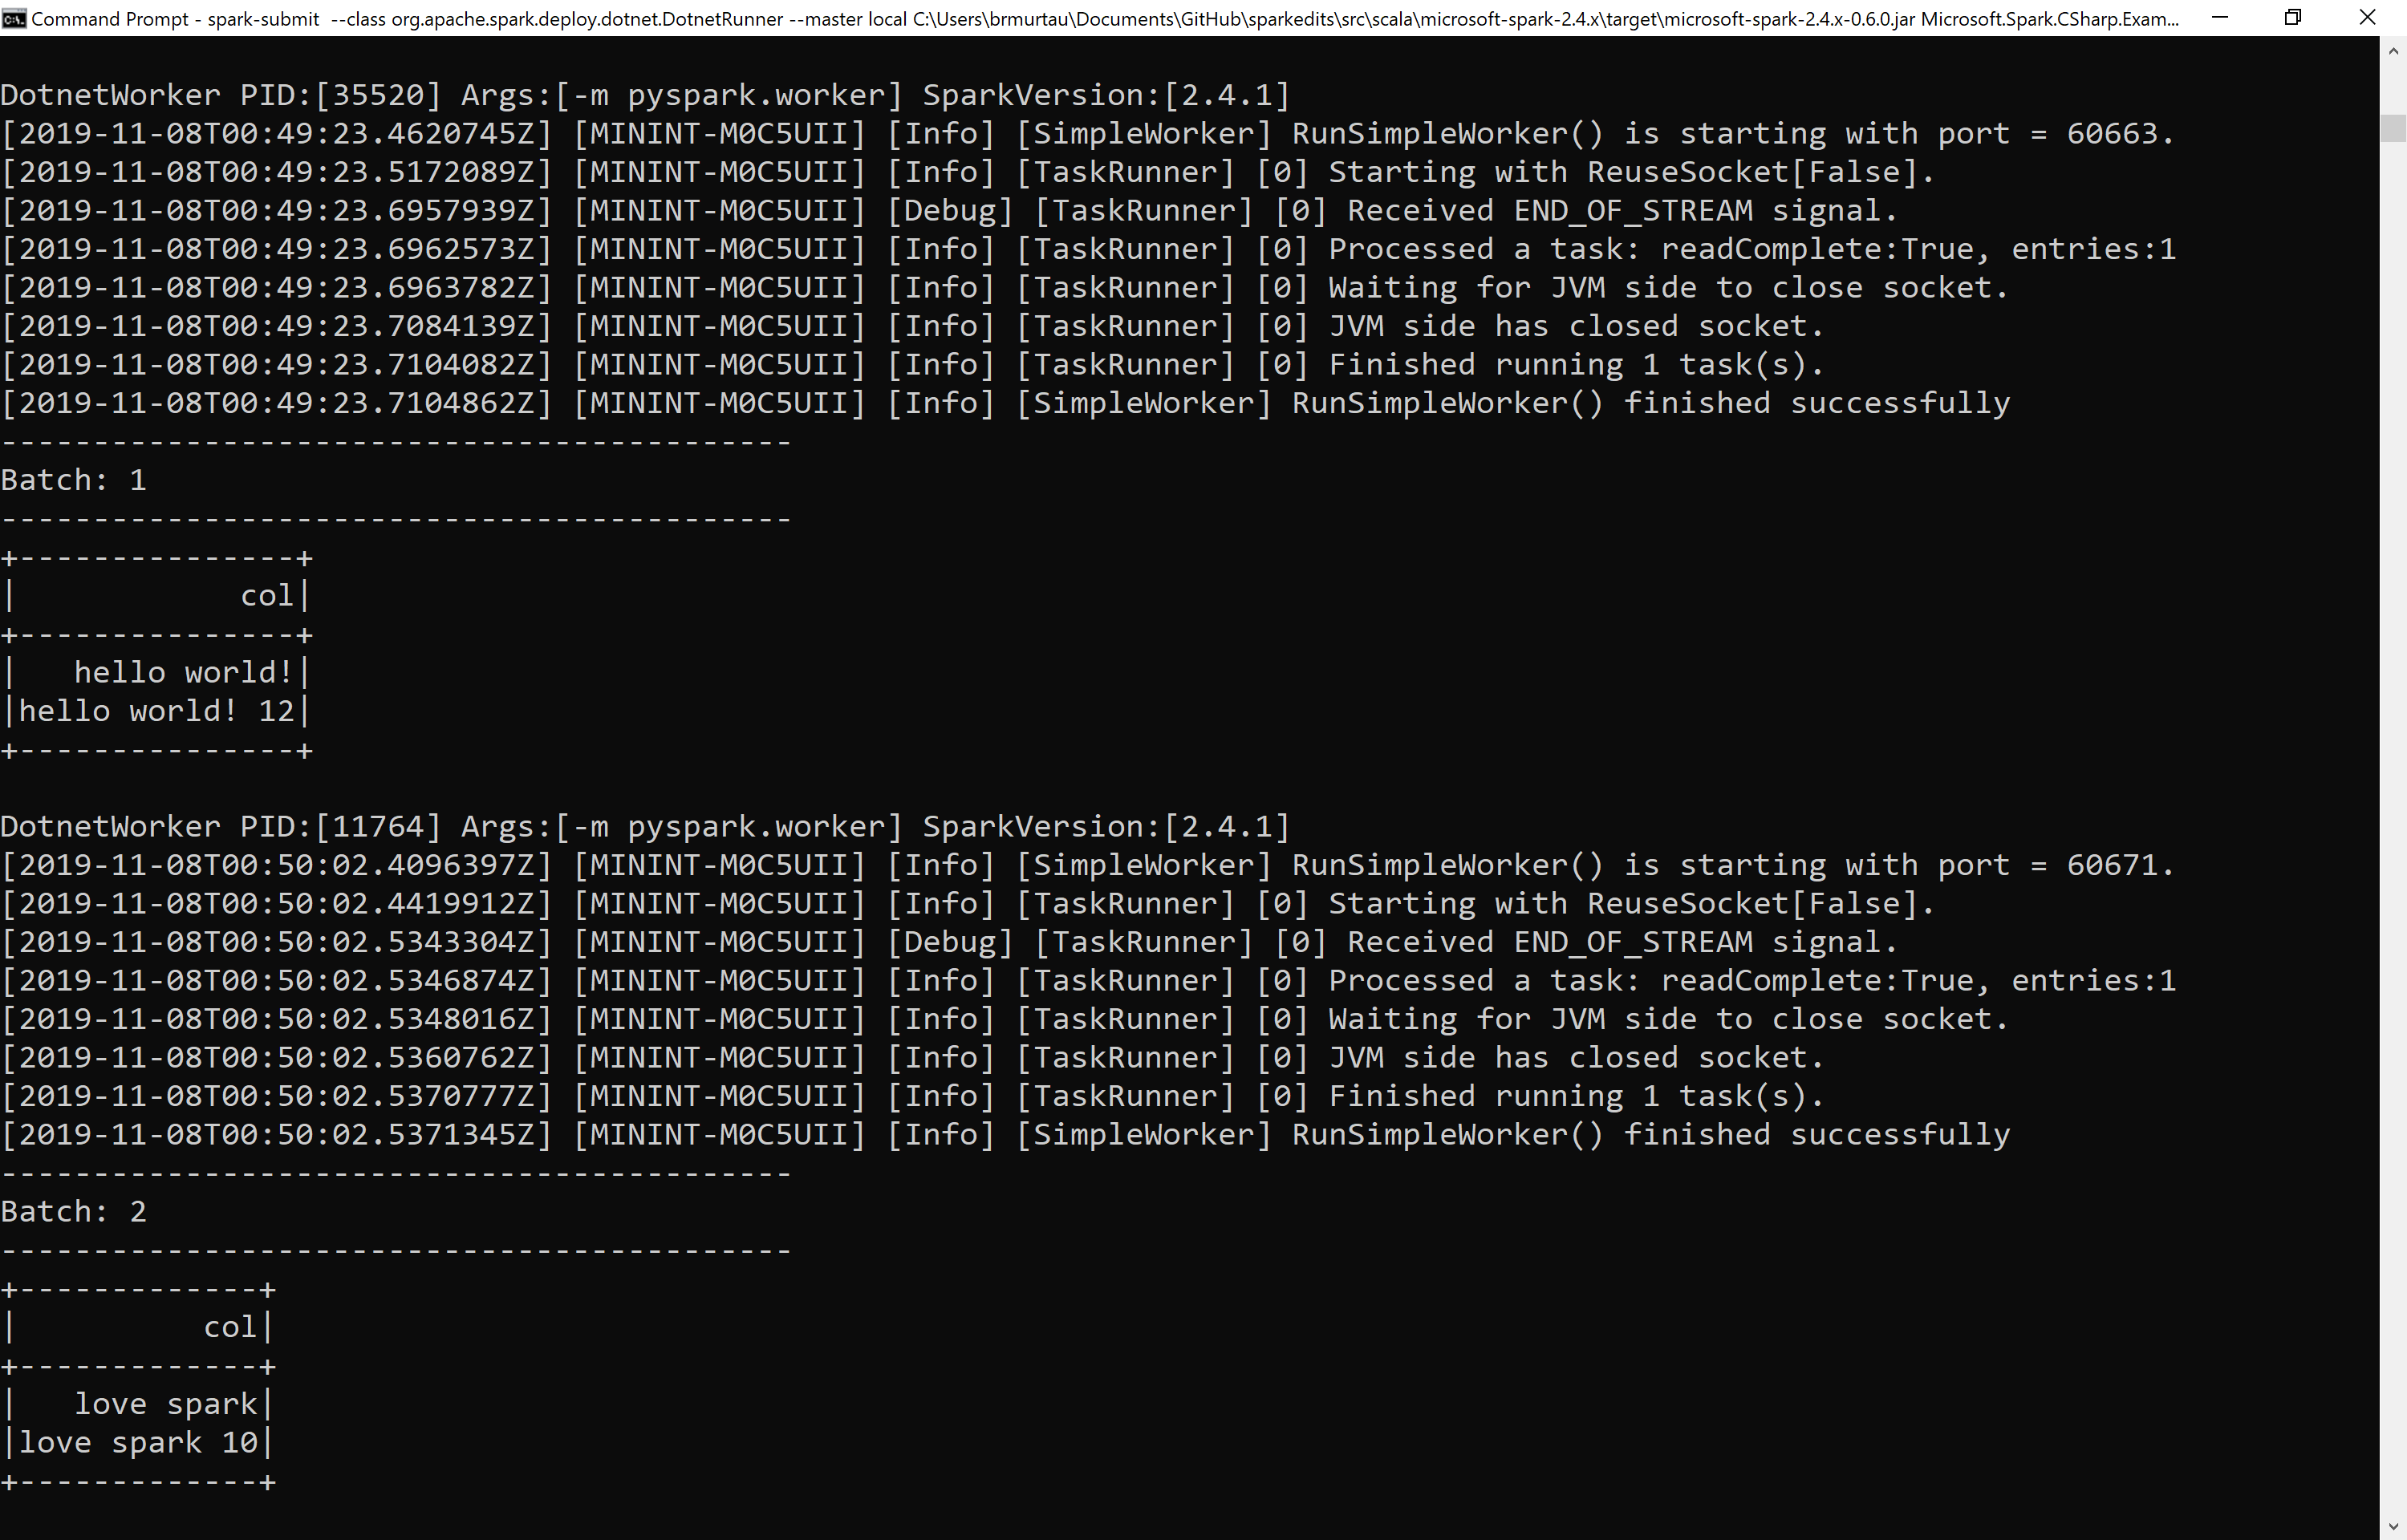 Command Prompt - spark-submit  --class org.apache.spark.deploy.dotnet.DotnetRunner --master local C:\Users\brmurtau\Documents\GitHub\sparkedits\src\scala\microsoft-spark-2.4.x\target\microsoft-spark-2.4.x-0.6.0.jar Microsoft.Spark.CSharp.Exam...
DotnetWorker PID:[35520] Args:[-m pyspark.worker] SparkVersion:[2.4.1]
[2019-11-08T00:49:23.4620745Z] [MININT-M0C5UII] [Info] [SimpleWorker] RunSimpleWorker() is starting with port = 60663.
[2019-11-08T00:49:23.5172089Z] [MININT-M0C5UII] [Info] [TaskRunner] [0] Starting with ReuseSocket[False].
[2019-11-08T00:49:23.6957939Z] [MININT-M0C5UII] [Debug] [TaskRunner] [0] Received END_OF_STREAM signal.
[2019-11-08T00:49:23.6962573Z] [MININT-M0C5UII] [Info] [TaskRunner] [0] Processed a task: readComplete:True, entries:1
[2019-11-08T00:49:23.6963782Z] [MININT-M0C5UII] [Info] [TaskRunner] [0] Waiting for JVM side to close socket.
[2019-11-08T00:49:23.7084139Z] [MININT-M0C5UII] [Info] [TaskRunner] [0] JVM side has closed socket.
[2019-11-08T00:49:23.7104082Z] [MININT-M0C5UII] [Info] [TaskRunner] [0] Finished running 1 task(s).
[2019-11-08T00:49:23.7104862Z] [MININT-M0C5UII] [Info] [SimpleWorker] RunSimpleWorker() finished successfully
-------------------------------------------
Batch: 1
-------------------------------------------
+---------------+
|            col|
+---------------+
|   hello world!|
|hello world! 12|
+---------------+
DotnetWorker PID:[11764] Args:[-m pyspark.worker] SparkVersion:[2.4.1]
[2019-11-08T00:50:02.4096397Z] [MININT-M0C5UII] [Info] [SimpleWorker] RunSimpleWorker() is starting with port = 60671.
[2019-11-08T00:50:02.4419912Z] [MININT-M0C5UII] [Info] [TaskRunner] [0] Starting with ReuseSocket[False].
[2019-11-08T00:50:02.5343304Z] [MININT-M0C5UII] [Debug] [TaskRunner] [0] Received END_OF_STREAM signal.
[2019-11-08T00:50:02.5346874Z] [MININT-M0C5UII] [Info] [TaskRunner] [0] Processed a task: readComplete:True, entries:1
[2019-11-08T00:50:02.5348016Z] [MININT-M0C5UII] [Info] [TaskRunner] [0] Waiting for JVM side to close socket.
[2019-11-08T00:50:02.5360762Z] [MININT-M0C5UII] [Info] [TaskRunner] [0] JVM side has closed socket.
[2019-11-08T00:50:02.5370777Z] [MININT-M0C5UII] [Info] [TaskRunner] [0] Finished running 1 task(s).
[2019-11-08T00:50:02.5371345Z] [MININT-M0C5UII] [Info] [SimpleWorker] RunSimpleWorker() finished successfully
-------------------------------------------
Batch: 2
-------------------------------------------
+-------------+
|          col|
+-------------+
|   love spark|
|love spark 10|
+-------------+